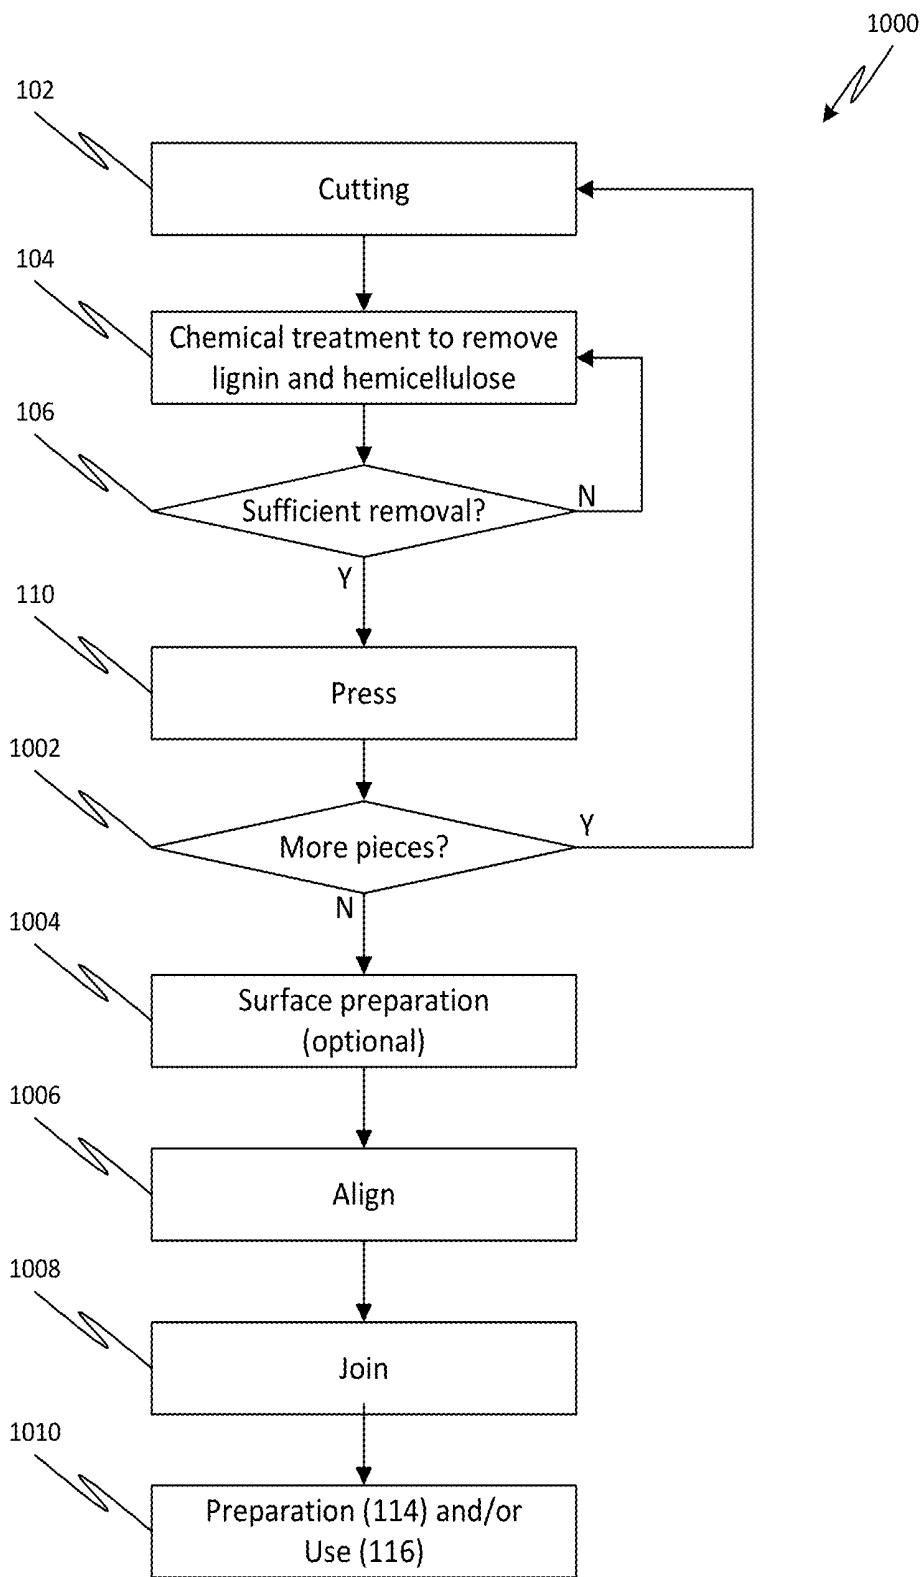 1000
102
Cutting
104
Chemical treatment to remove
lignin and hemicellulose
106
Sufficient removal?
N
Y
110
Press
1002
More pieces?
Y
N
1004
Surface preparation
(optional)
1006
Align
1008
Join
1010
Preparation (114) and/or
Use (116)